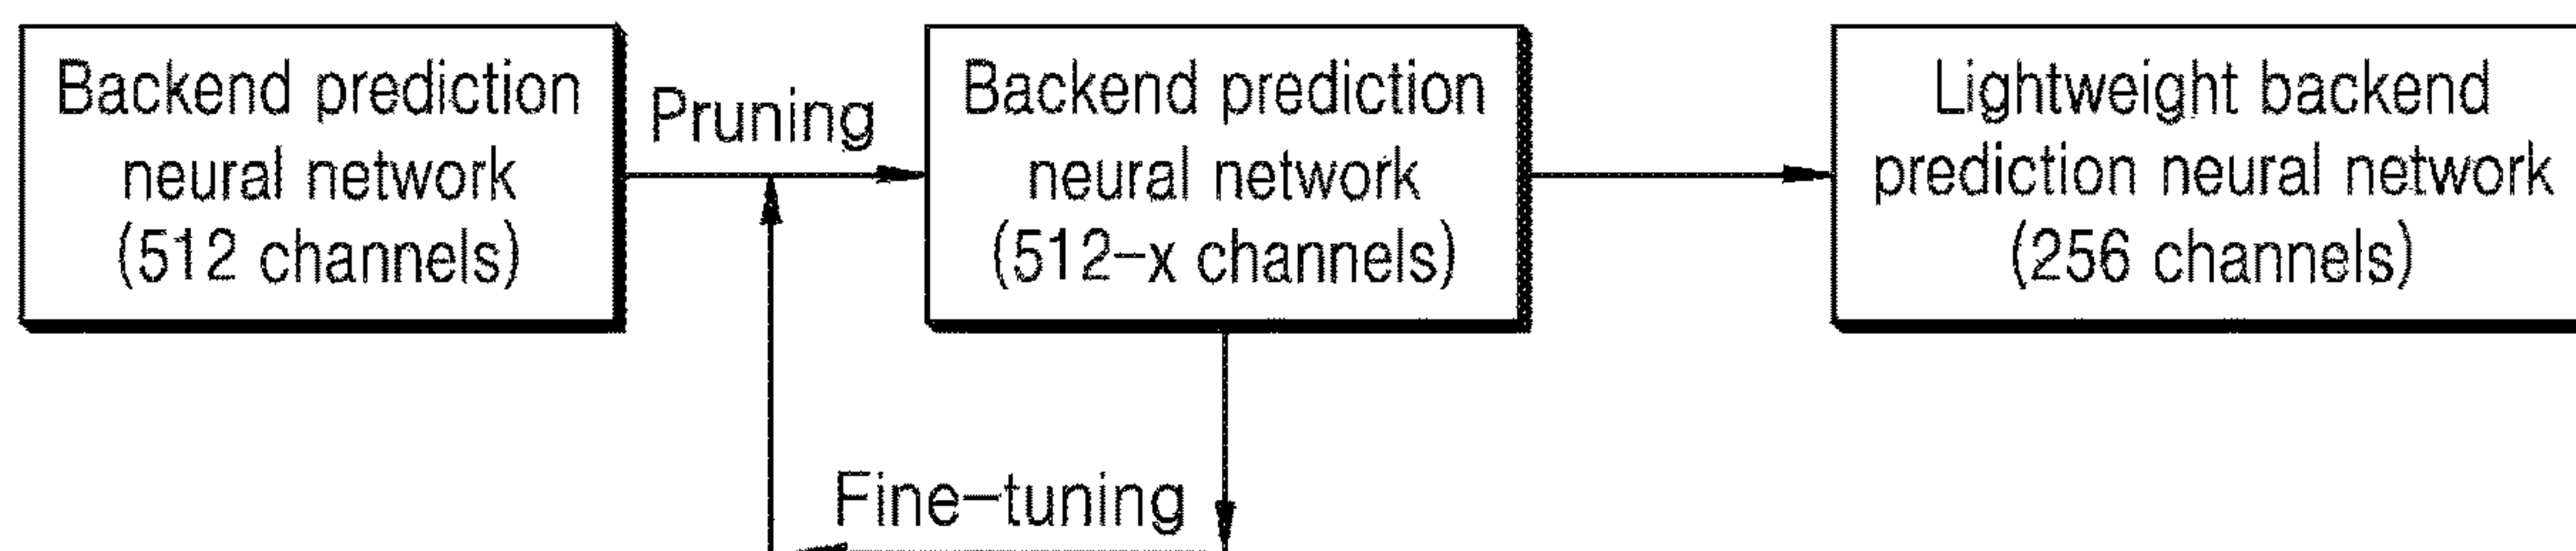 Backend prediction
neural network
(512 channels)
Pruning
Backend prediction
neural network
(512-x channels)
Lightweight backend
prediction neural network
(256 channels)
Fine-tuning